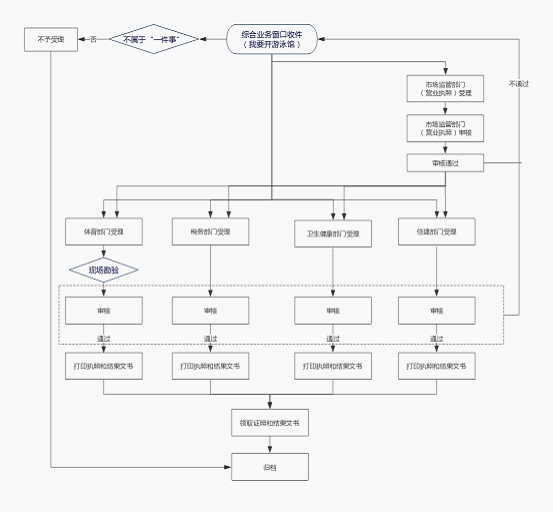 综合业务窗口收件
（我要开游泳馆）
不属于“一件事”
否
不予受理
不通过
市场监管部门
（营业执照）受理
市场监管部门
（营业执照）审核
审核通过
体育部门受理
税务部门受理
卫生健康部门受理
住建部门受理
现场勘验
审核
审核
审核
审核
通过
通过
通过
通过
打印执照和结果文书
打印执照和结果文书
打印执照和结果文书
打印执照和结果文书
领取证照和结果文书
归档